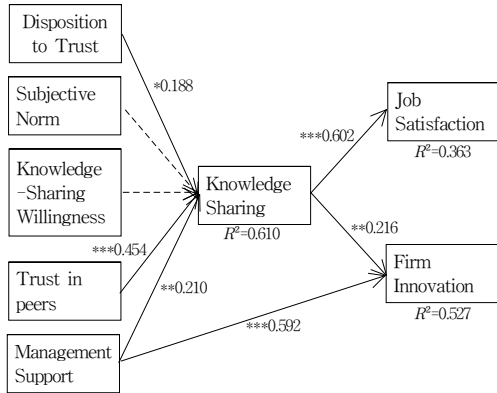 Disposition
to Trust
*0.188
Subjective
Norm
Job
Satisfaction
***0.602
R²=0.363
Knowledge
-Sharing
Willingness
Knowledge
Sharing
R²=0.610
***0.454
**0.216
Trust in
peers
**0.210
Firm
Innovation
R²=0.527
***0.592
Management
Support